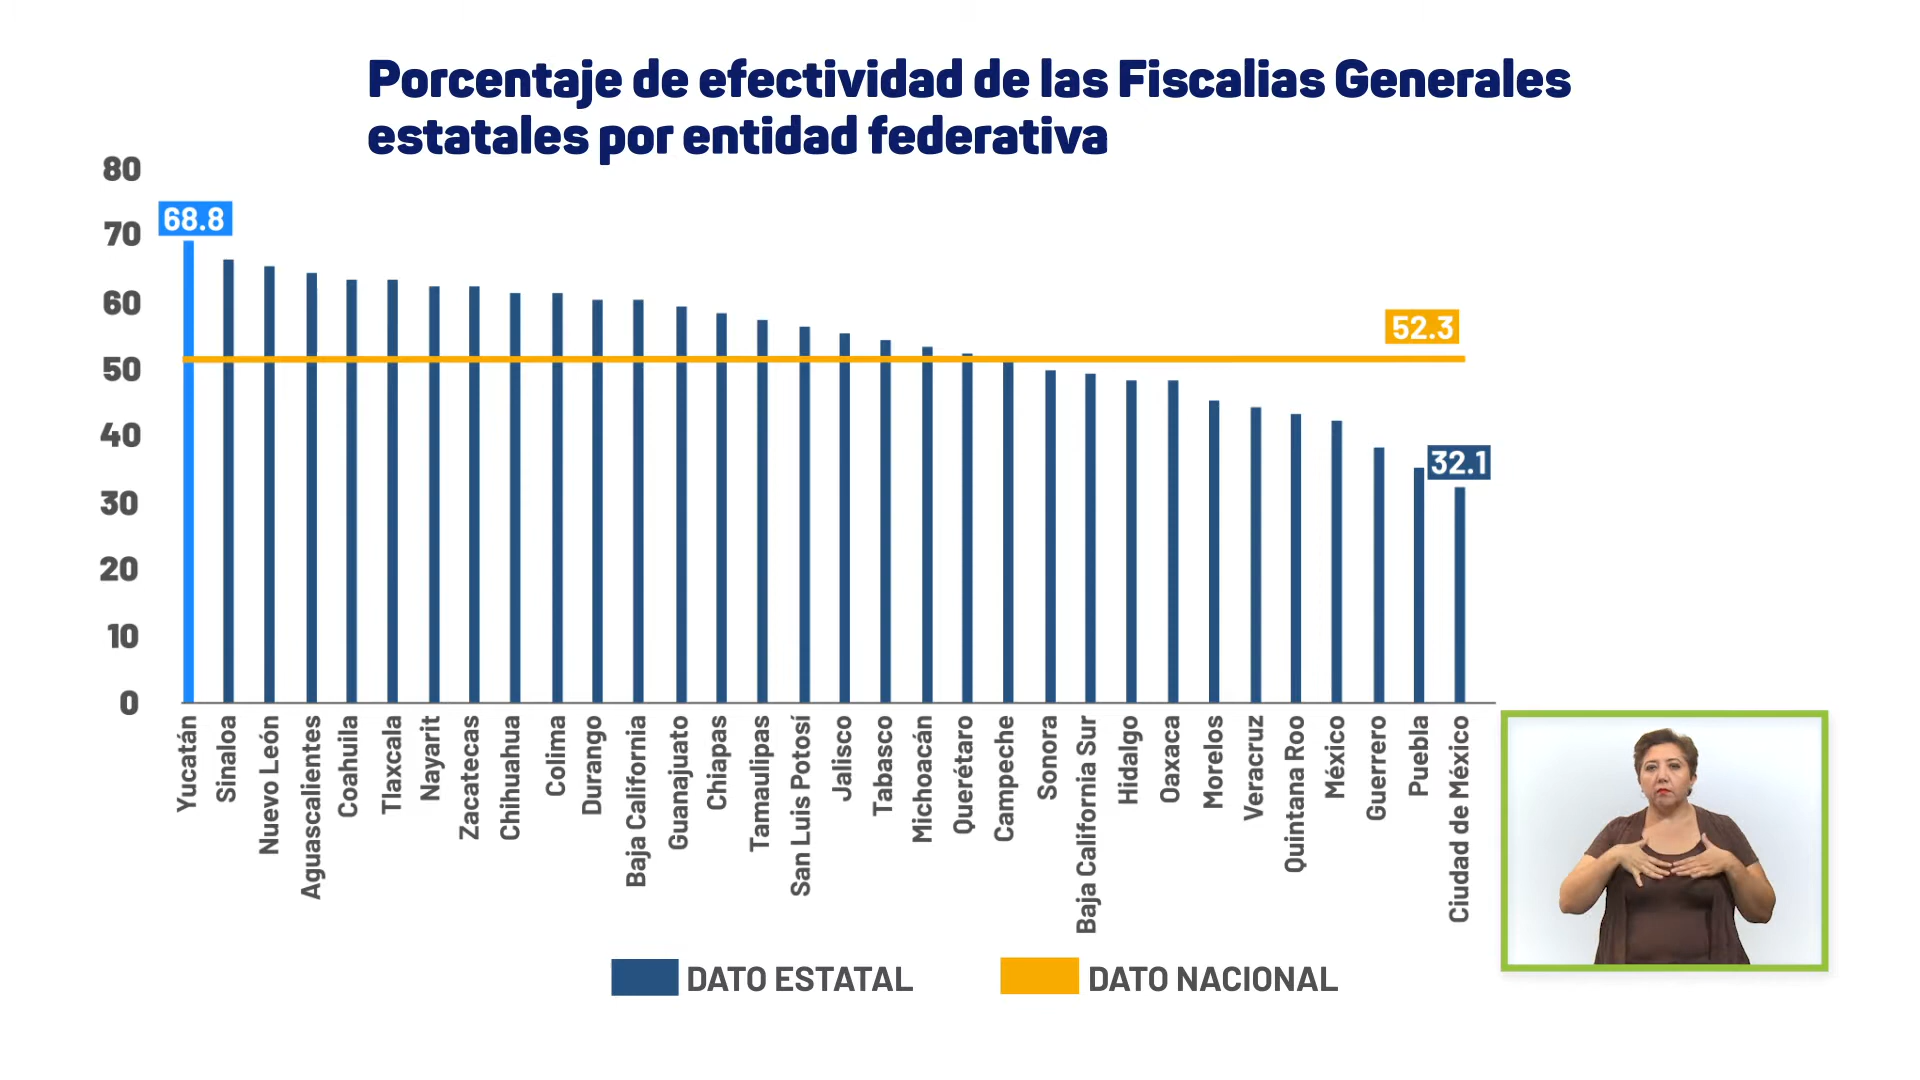 Porcentaje de efectividad de las Fiscalias Generales
estatales por entidad federativa
80
70
60
50
40
30
20
10
0
68.8
52.3
32.1
Yucatán
Sinaloa
Nuevo León
Aguascalientes
Coahuila
Tlaxcala
Nayarit
Zacatecas
Chihuahua
Colima
Durango
Baja California
Guanajuato
Chiapas
Tamaulipas
San Luis Potosí
Jalisco
Tabasco
Michoacán
Querétaro
Campeche
Sonora
Baja California Sur
Hidalgo
Oaxaca
Morelos
Veracruz
Quintana Roo
México
Guerrero
Puebla
Ciudad de México
DATO ESTATAL
DATO NACIONAL